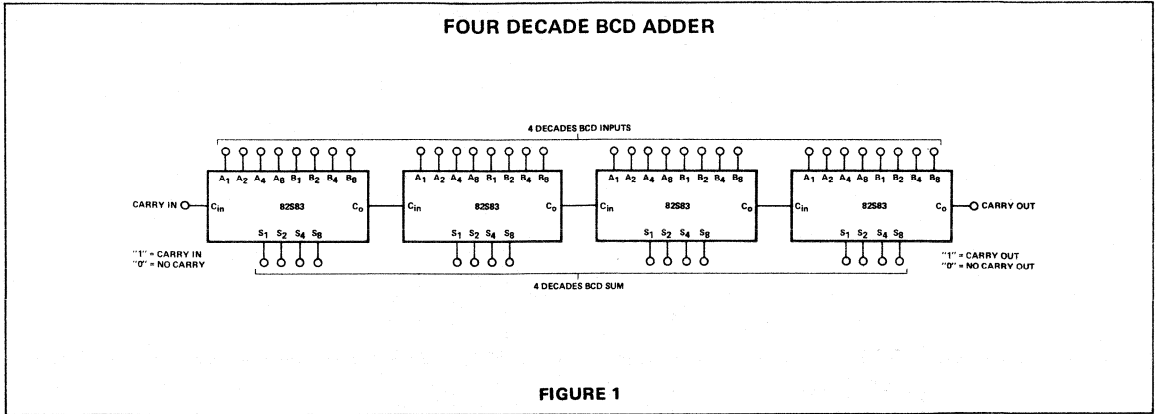 FOUR DECADE BCD ADDER
4 DECADES BCD INPUTS
A1 A2 A4 A8 B1 B2 B4 B8
A1 A2 A4 A8 B1 B2 B4 B8
A1 A2 A4 A8 B1 B2 B4 B8
A1 A2 A4 A8 B1 B2 B4 B8
CARRY IN
Cin 82S83 Co
Cin 82S83 Co
Cin 82S83 Co
Cin 82S83 Co
CARRY OUT
S1 S2 S4 S8
S1 S2 S4 S8
S1 S2 S4 S8
S1 S2 S4 S8
"1" = CARRY IN
"0" = NO CARRY
"1" = CARRY OUT
"0" = NO CARRY OUT
4 DECADES BCD SUM
FIGURE 1